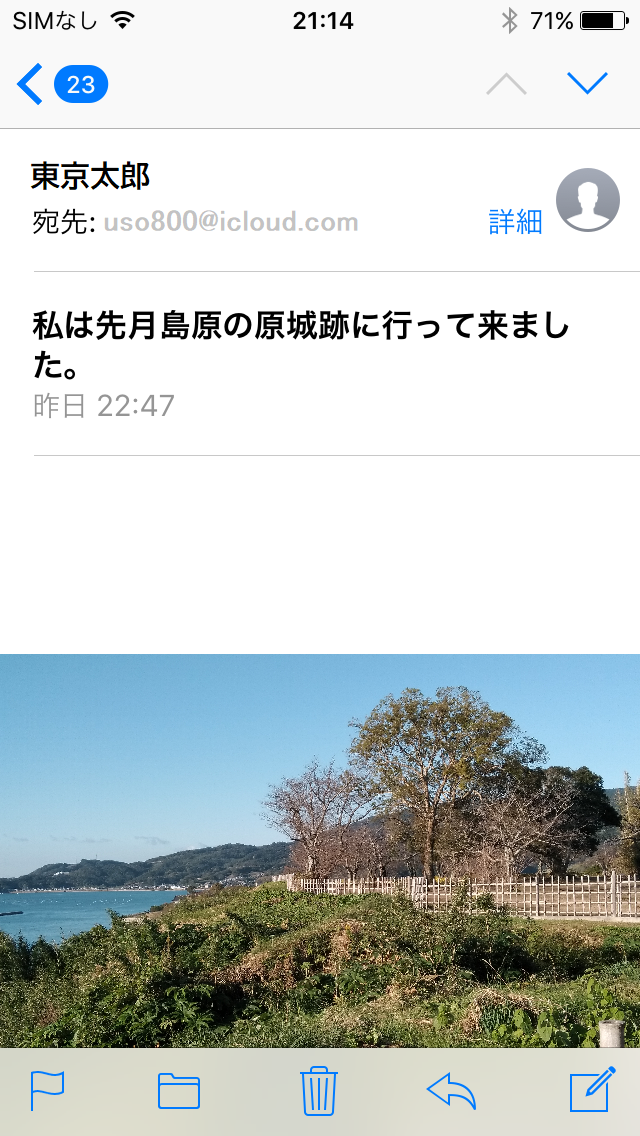 SIMなし 21:14 71%
23
東京太郎
宛先: uso800@icloud.com 詳細
私は先月島原の原城跡に行って来まし
た。
昨日 22:47